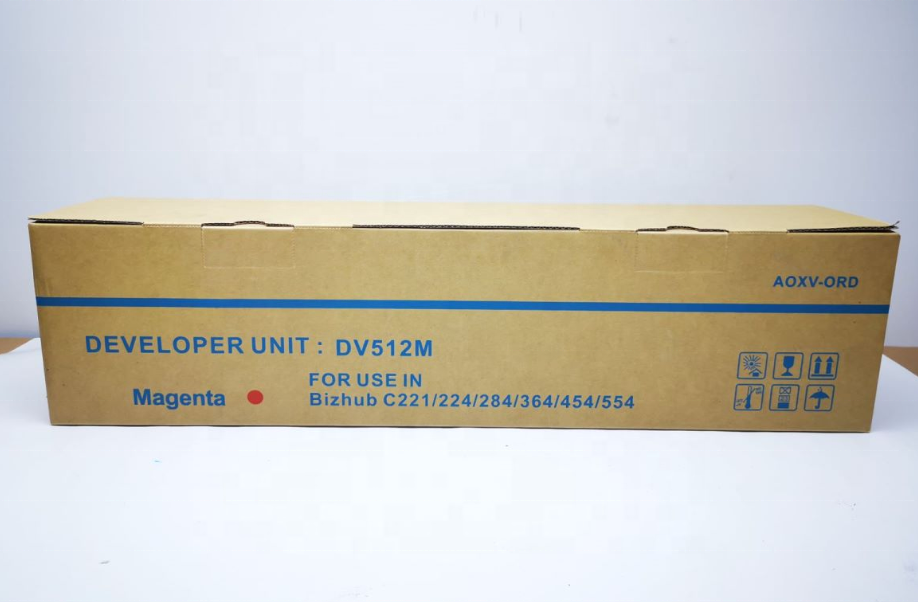 AOXV-ORD
DEVELOPER UNIT : DV512M
FOR USE IN
Magenta
Bizhub C221/224/284/364/454/554